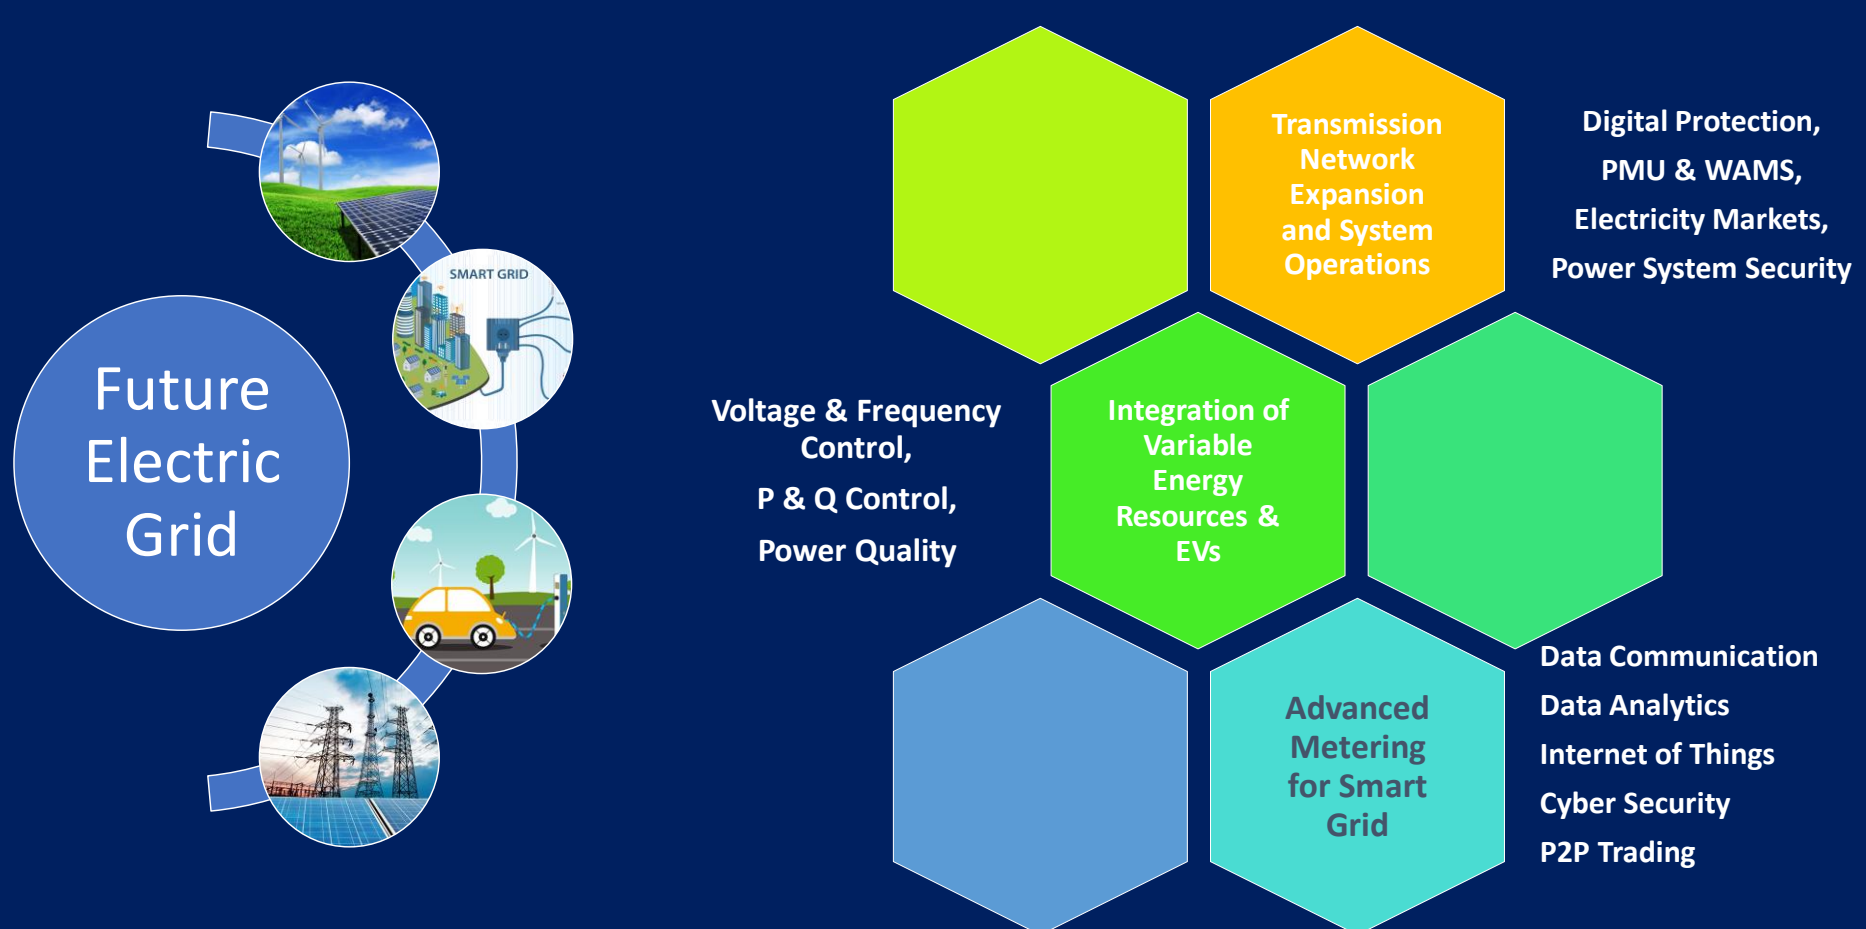 Future
Electric
Grid
SMART GRID
Transmission
Network
Expansion
and System
Operations
Digital Protection,
PMU & WAMS,
Electricity Markets,
Power System Security
Voltage & Frequency
Control,
P & Q Control,
Power Quality
Integration of
Variable
Energy
Resources &
EVs
Advanced
Metering
for Smart
Grid
Data Communication
Data Analytics
Internet of Things
Cyber Security
P2P Trading